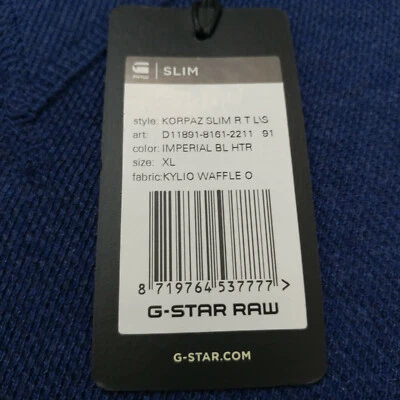 SLIM
style: KORPAZ SLIM R T L\S
art: D11891-8161-2211 91
color: IMPERIAL BL HTR
size: XL
fabric: KYLIO WAFFLE O
8 719764 537777 >
G-STAR RAW
G-STAR.COM